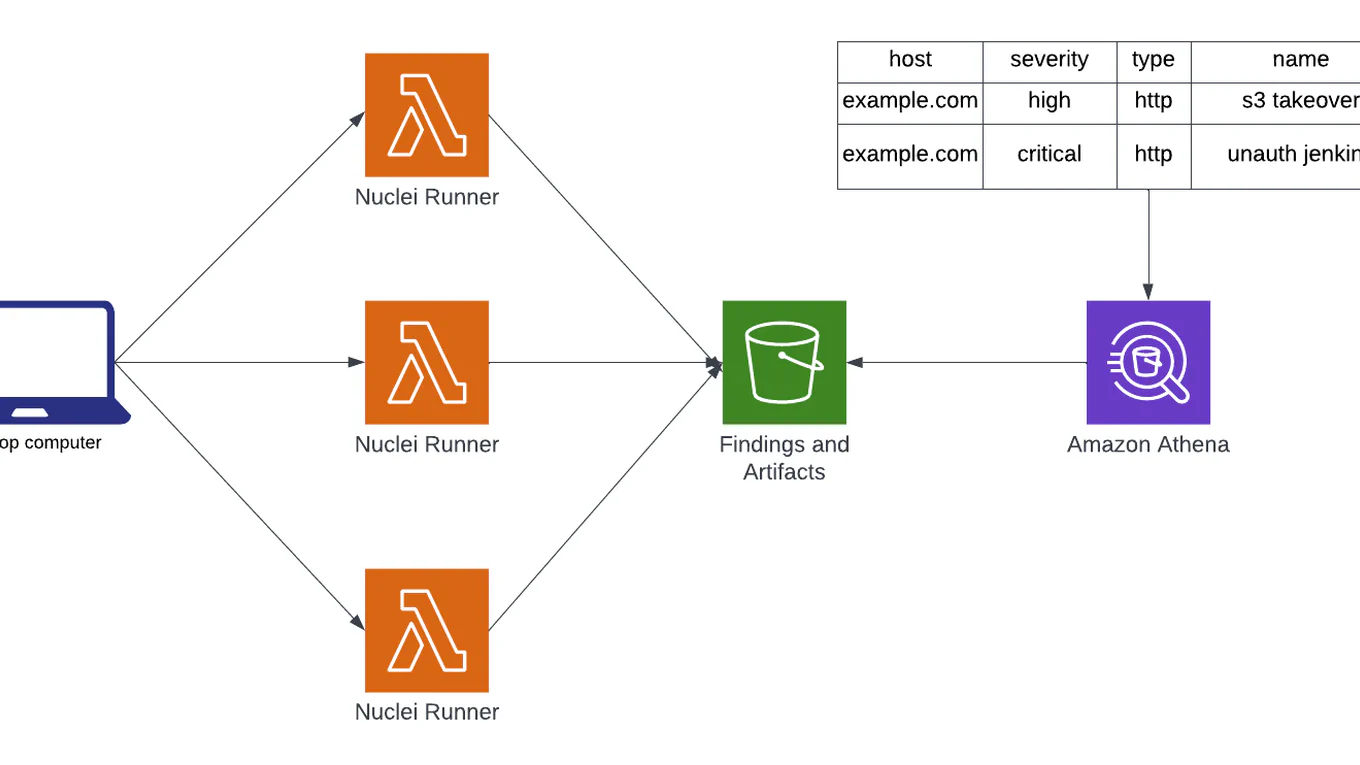 host severity type name
example.com high http s3 takeover
example.com critical http unauth jenkin
Nuclei Runner
Nuclei Runner
op computer
Findings and
Artifacts
Amazon Athena
Nuclei Runner